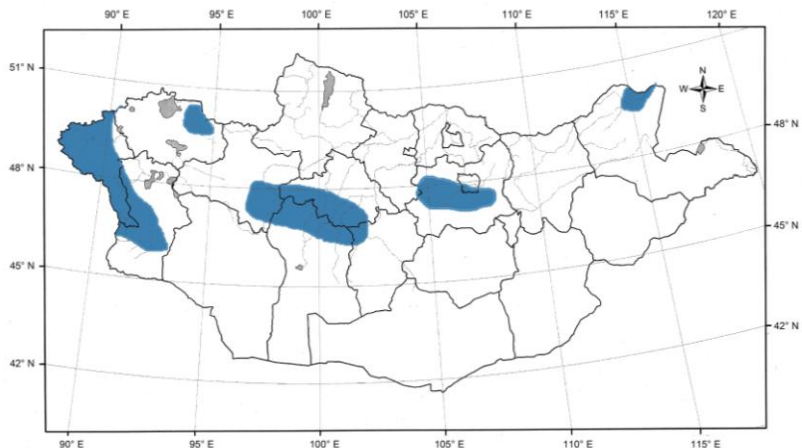 90° E 95° E 100° E 105° E 110° E 115° E 120° E
51° N
N
W E
S
48° N 48° N
45° N 45° N
42° N 42° N
90° E 95° E 100° E 105° E 110° E 115° E